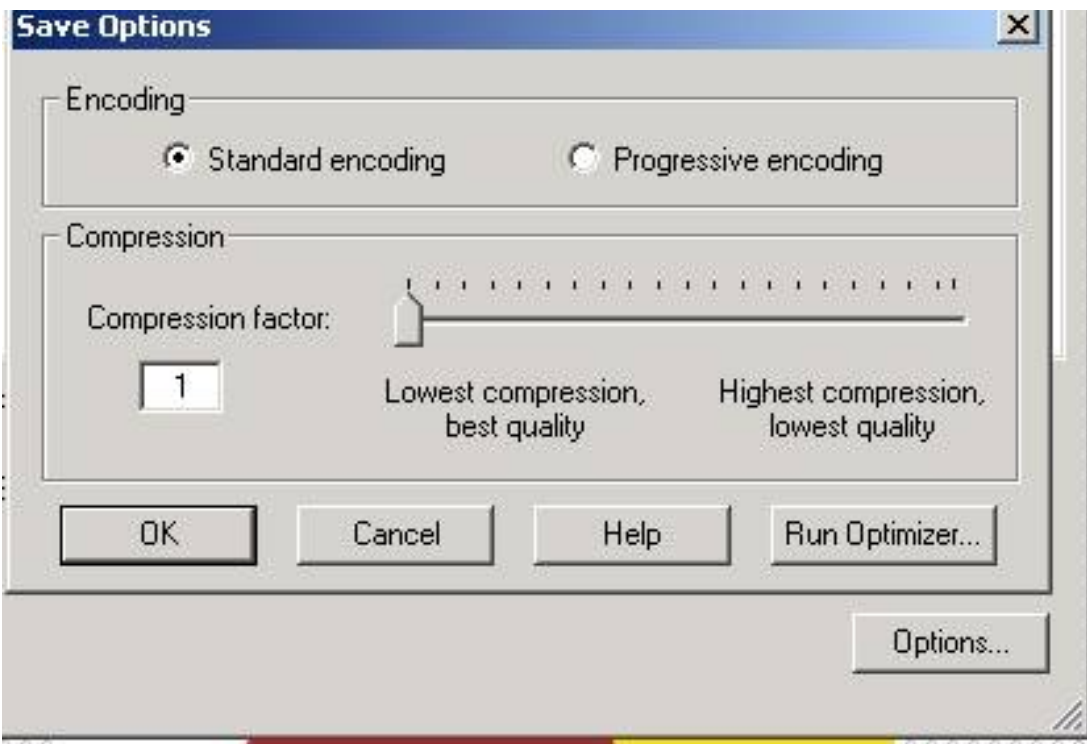 Save Options
Encoding
Standard encoding
Progressive encoding
Compression
Compression factor:
1
Lowest compression,
best quality
Highest compression,
lowest quality
OK
Cancel
Help
Run Optimizer...
Options...